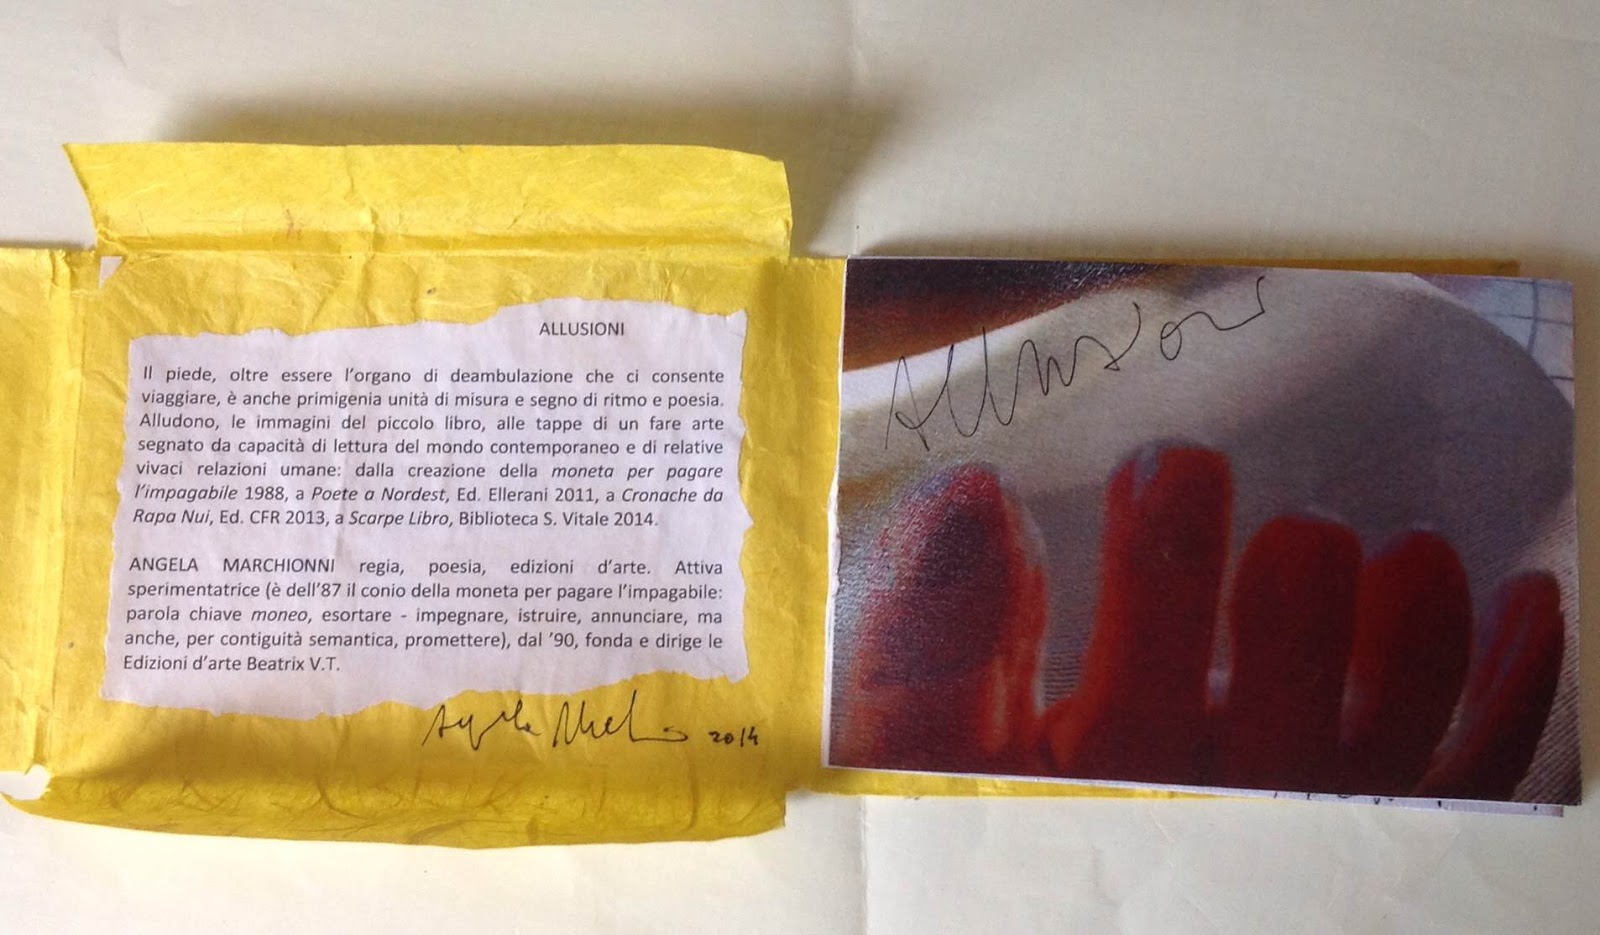 ALLUSIONI
Il piede, oltre essere l'organo di deambulazione che ci consente
viaggiare, è anche primigenia unità di misura e segno di ritmo e poesia.
Alludono, le immagini del piccolo libro, alle tappe di un fare arte
segnato da capacità di lettura del mondo contemporaneo e di relative
vivaci relazioni umane: dalla creazione della moneta per pagare
l'impagabile 1988, a Poete a Nordest, Ed. Ellerani 2011, a Cronache da
Rapa Nui, Ed. CFR 2013, a Scarpe Libro, Biblioteca S. Vitale 2014.
ANGELA MARCHIONNI regia, poesia, edizioni d'arte. Attiva
sperimentatrice (è dell'87 il conio della moneta per pagare l'impagabile:
parola chiave moneo, esortare - impegnare, istruire, annunciare, ma
anche, per contiguità semantica, promettere), dal '90, fonda e dirige le
Edizioni d'arte Beatrix V.T.
Angela 2014
Allusioni